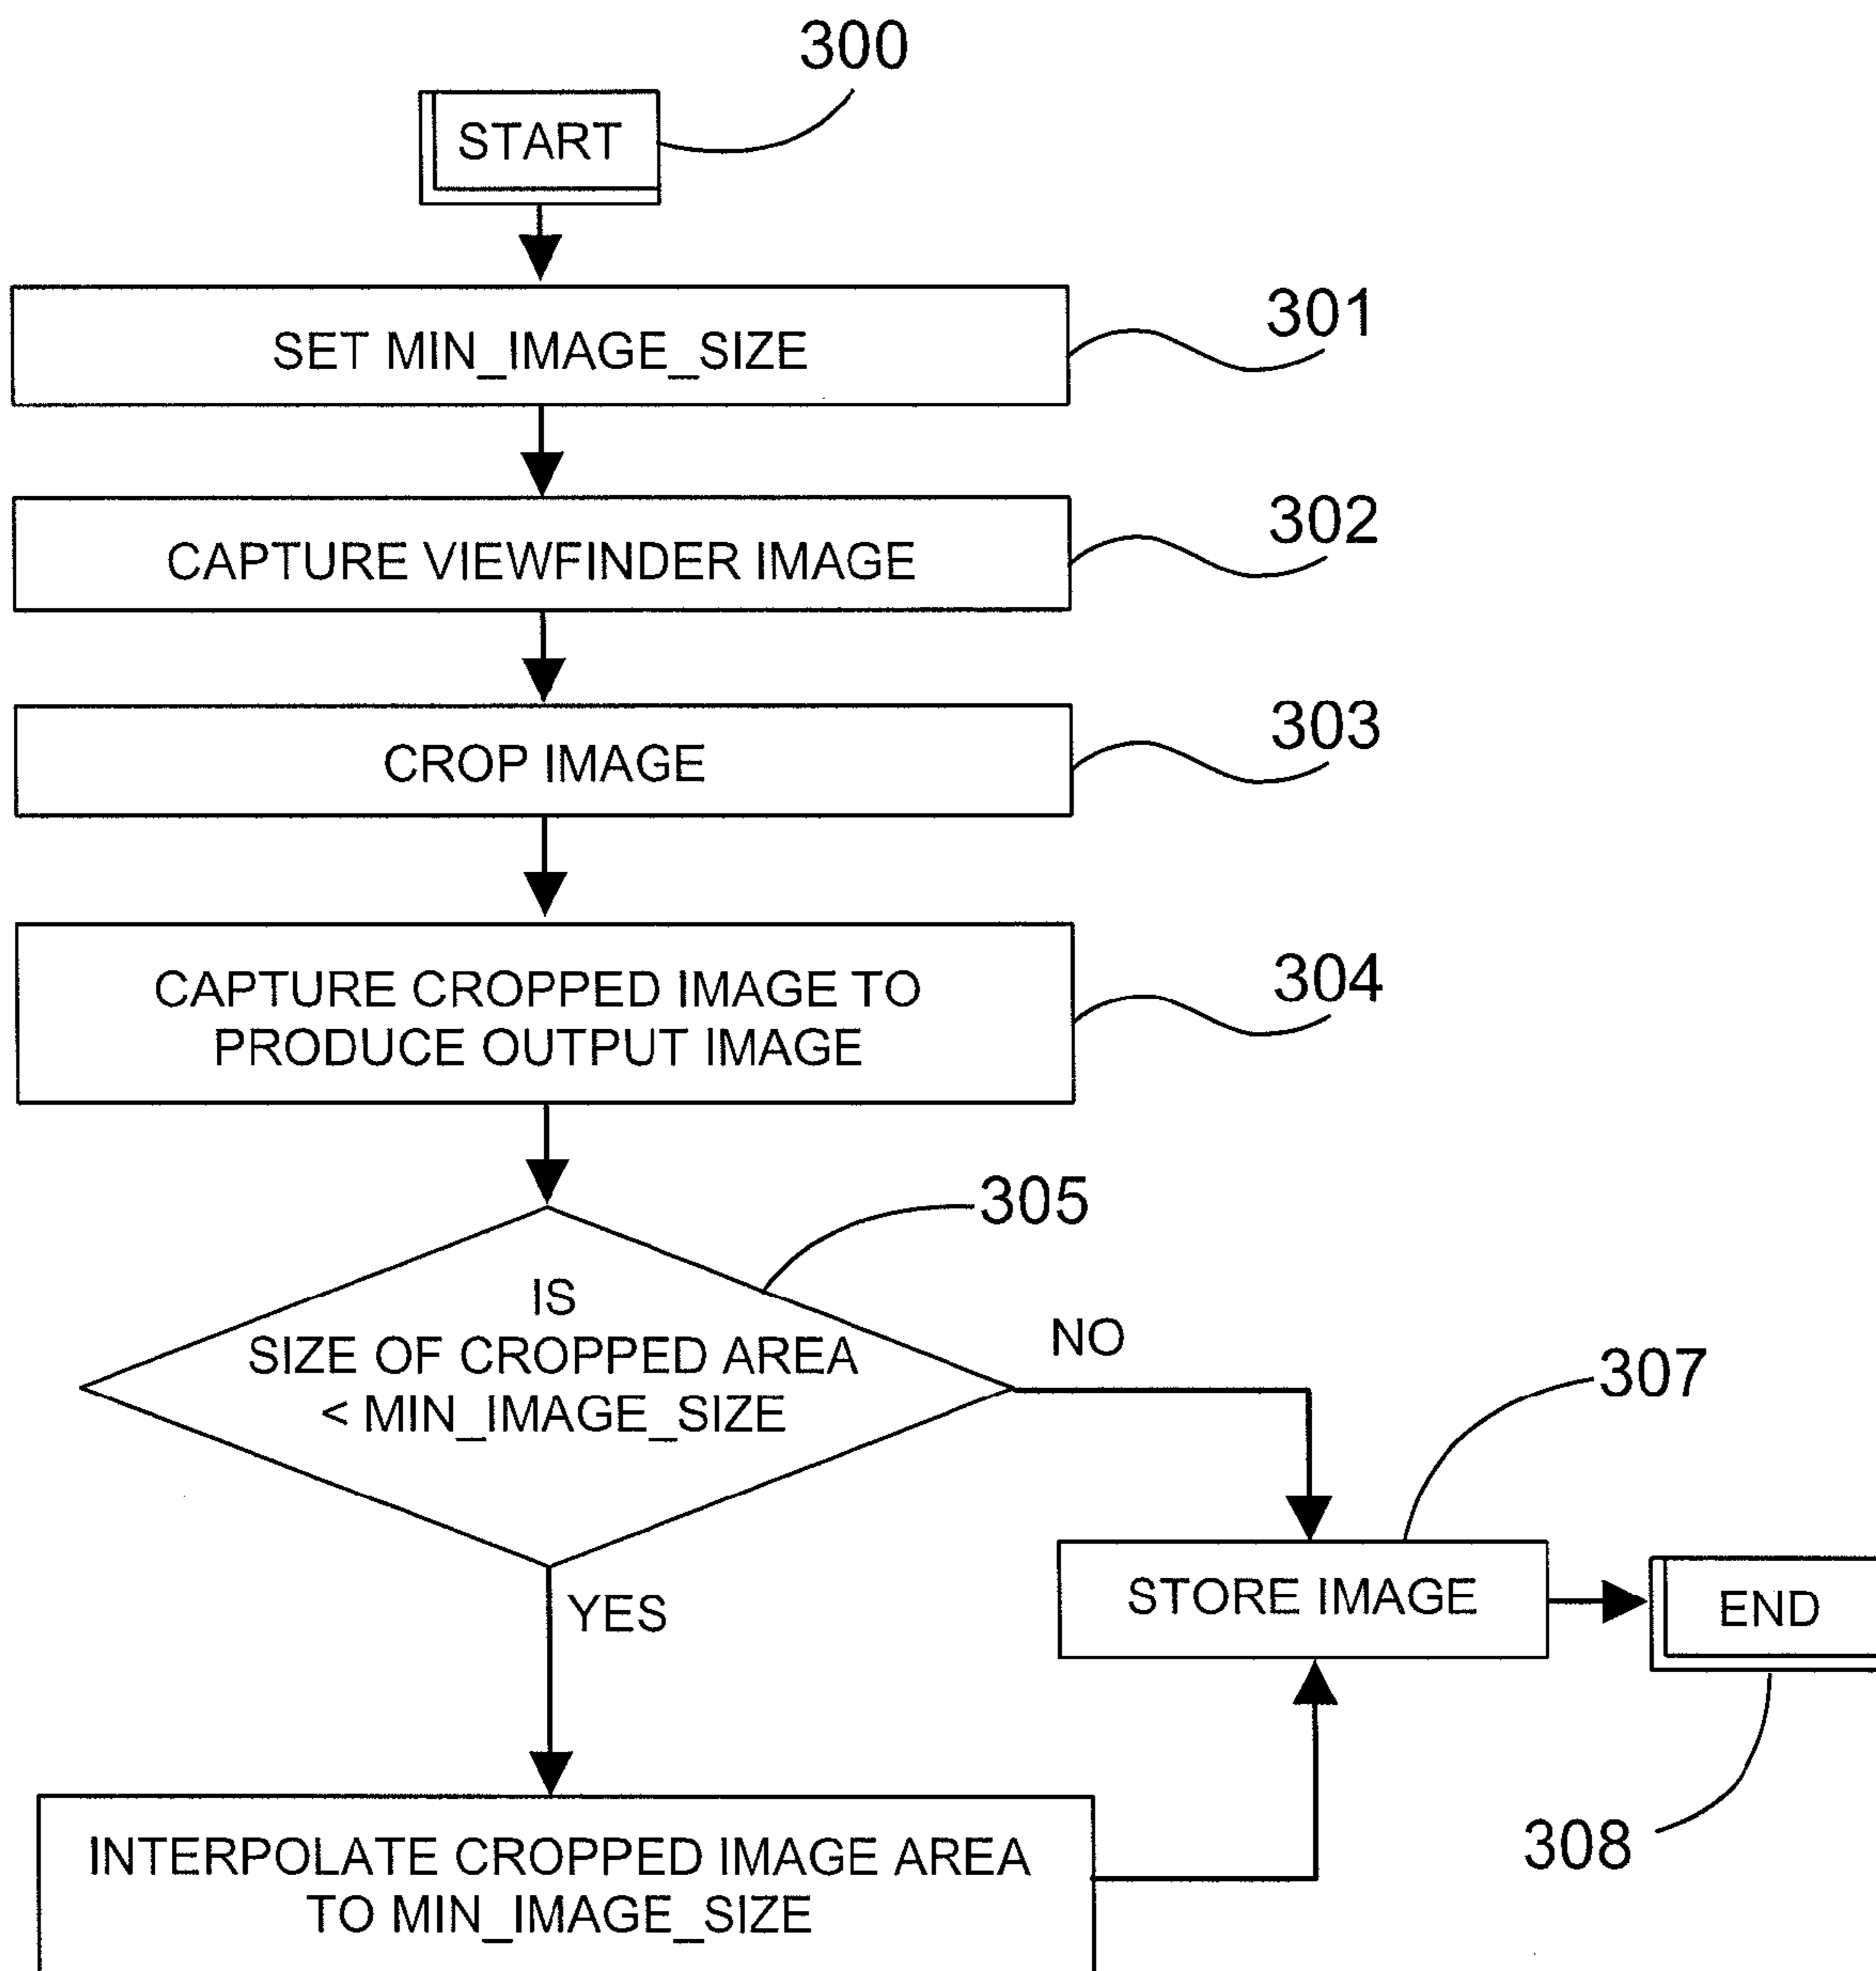 300
START
SET MIN_IMAGE_SIZE
301
CAPTURE VIEWFINDER IMAGE
302
CROP IMAGE
303
CAPTURE CROPPED IMAGE TO
PRODUCE OUTPUT IMAGE
304
305
IS
SIZE OF CROPPED AREA
< MIN_IMAGE_SIZE
NO
YES
307
STORE IMAGE
END
308
INTERPOLATE CROPPED IMAGE AREA
TO MIN_IMAGE_SIZE